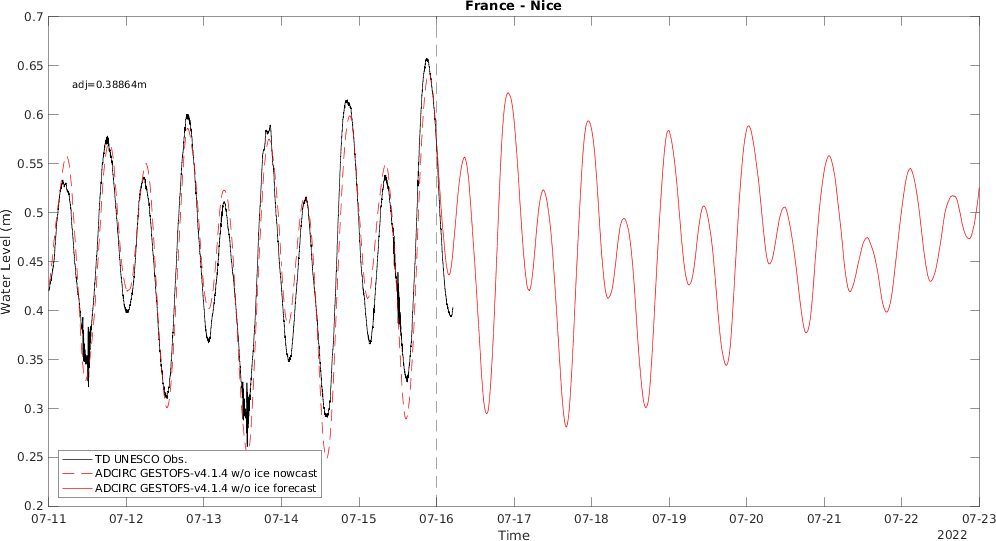 France - Nice
0.7
0.65
0.6
0.55
0.5
0.45
0.4
0.35
0.3
0.25
0.2
Water Level (m)
adj=0.38864m
TD UNESCO Obs.
ADCIRC GESTOFS-v4.1.4 w/o ice nowcast
ADCIRC GESTOFS-v4.1.4 w/o ice forecast
07-11 07-12 07-13 07-14 07-15 07-16 07-17 07-18 07-19 07-20 07-21 07-22 07-23
Time
2022